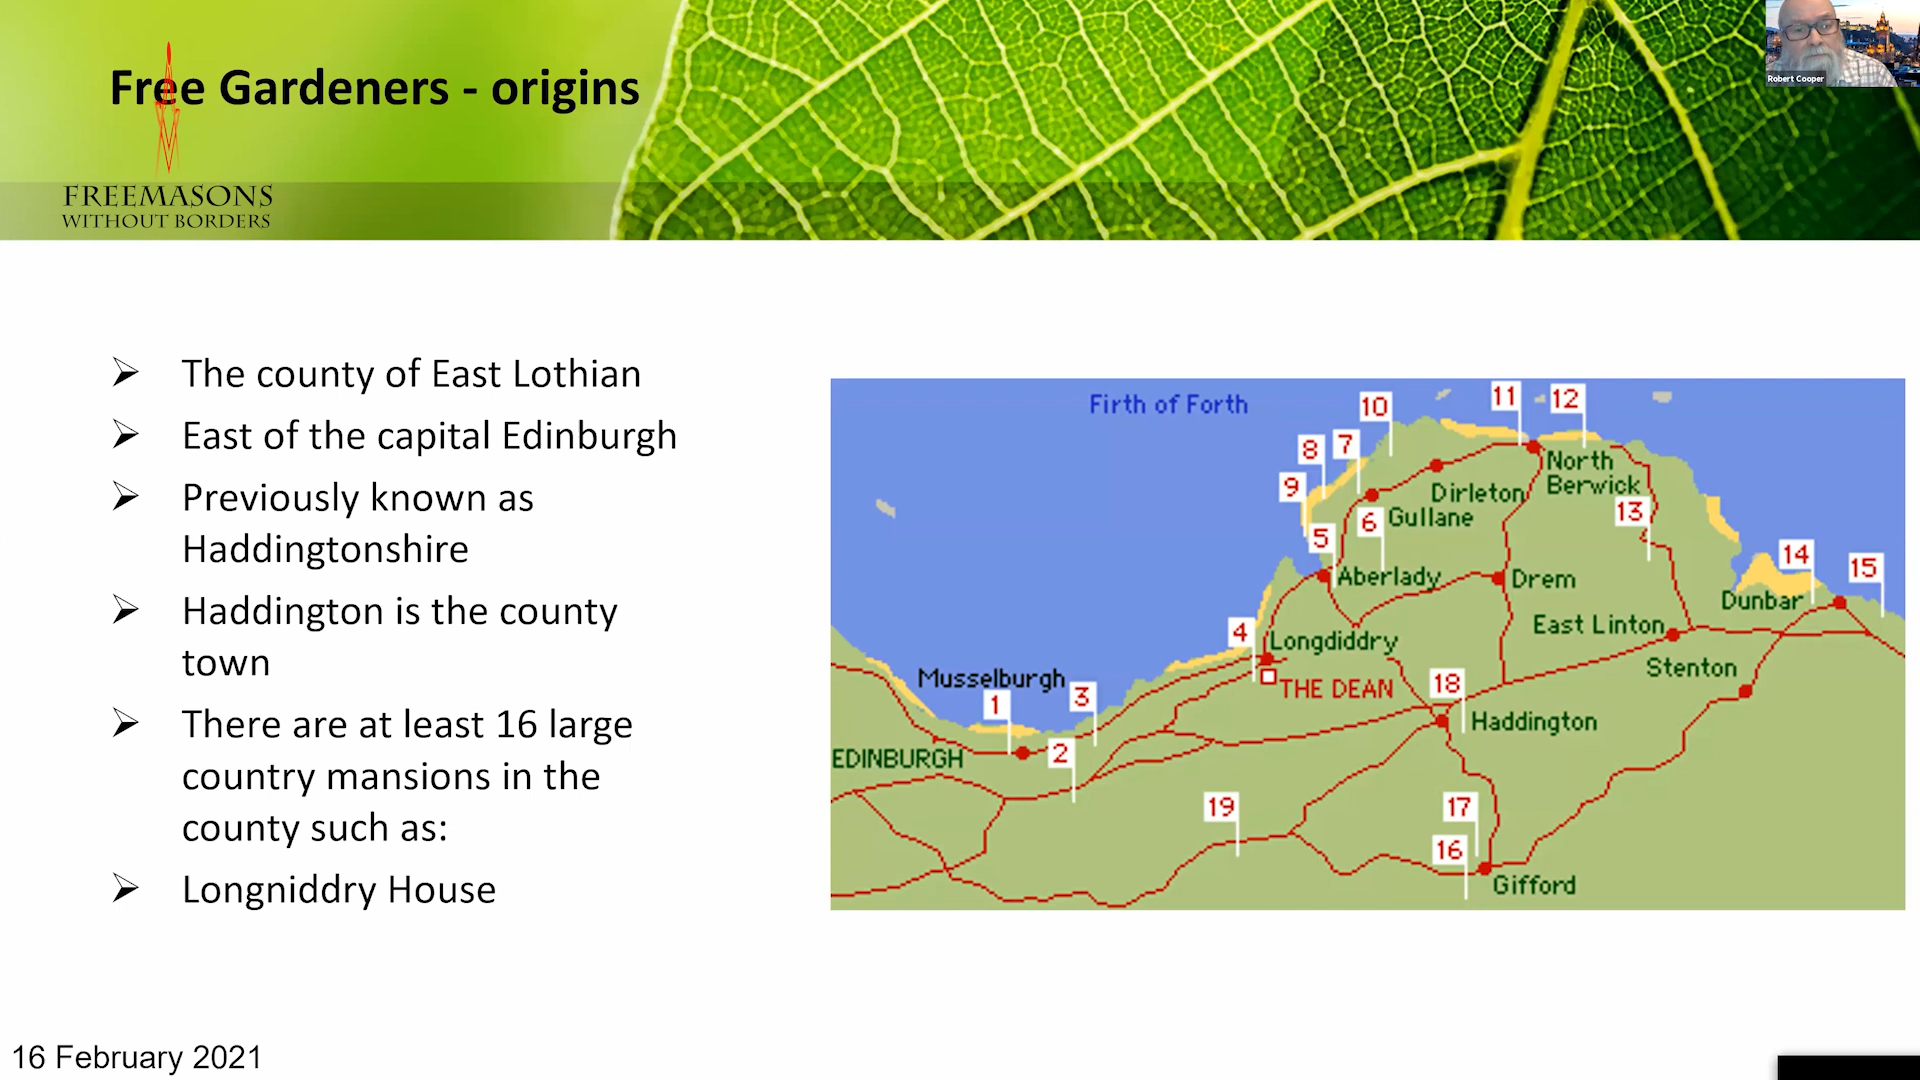 Free Gardeners - origins
FREEMASONS
WITHOUT BORDERS
Robert Cooper
➢ The county of East Lothian
➢ East of the capital Edinburgh
➢ Previously known as
Haddingtonshire
➢ Haddington is the county
town
➢ There are at least 16 large
country mansions in the
county such as:
➢ Longniddry House
Firth of Forth
10
11
12
8
7
9
North
Berwick
Dirleton
6
Gullane
13
5
Aberlady
Drem
14
15
Dunbar
4
Longdiddry
East Linton
Stenton
Musselburgh
THE DEAN
1
3
18
Haddington
EDINBURGH
2
19
17
16
Gifford
16 February 2021